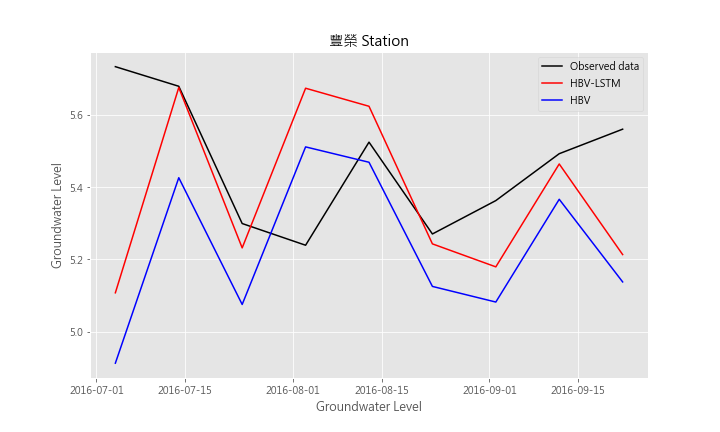 豐榮 Station
Observed data
HBV-LSTM
HBV
Groundwater Level
5.6
5.4
5.2
5.0
2016-07-01 2016-07-15 2016-08-01 2016-08-15 2016-09-01 2016-09-15
Groundwater Level